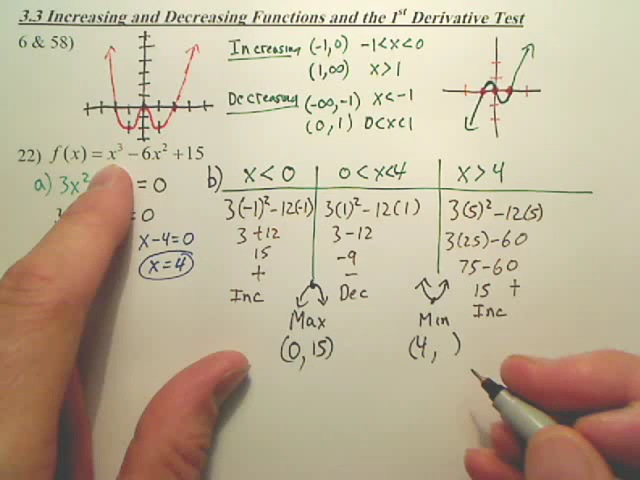 3.3 Increasing and Decreasing Functions and the 1st Derivative Test
6 & 58)
Increasing (-1,0) -1<x<0
(1,∞) x>1
Decreasing (-∞,-1) x<-1
(0,1) 0<x<1
22) f(x) = x³ − 6x² + 15
a) 3x² = 0
3 = 0
x-4=0
x=4
b) x<0 0<x<4 x>4
3(-1)²-12(-1) 3(1)²-12(1) 3(5)²-12(5)
3+12 3-12 3(25)-60
15 -9 75-60
+ − 15 +
Inc Dec Inc
Max Min
(0,15) (4, )